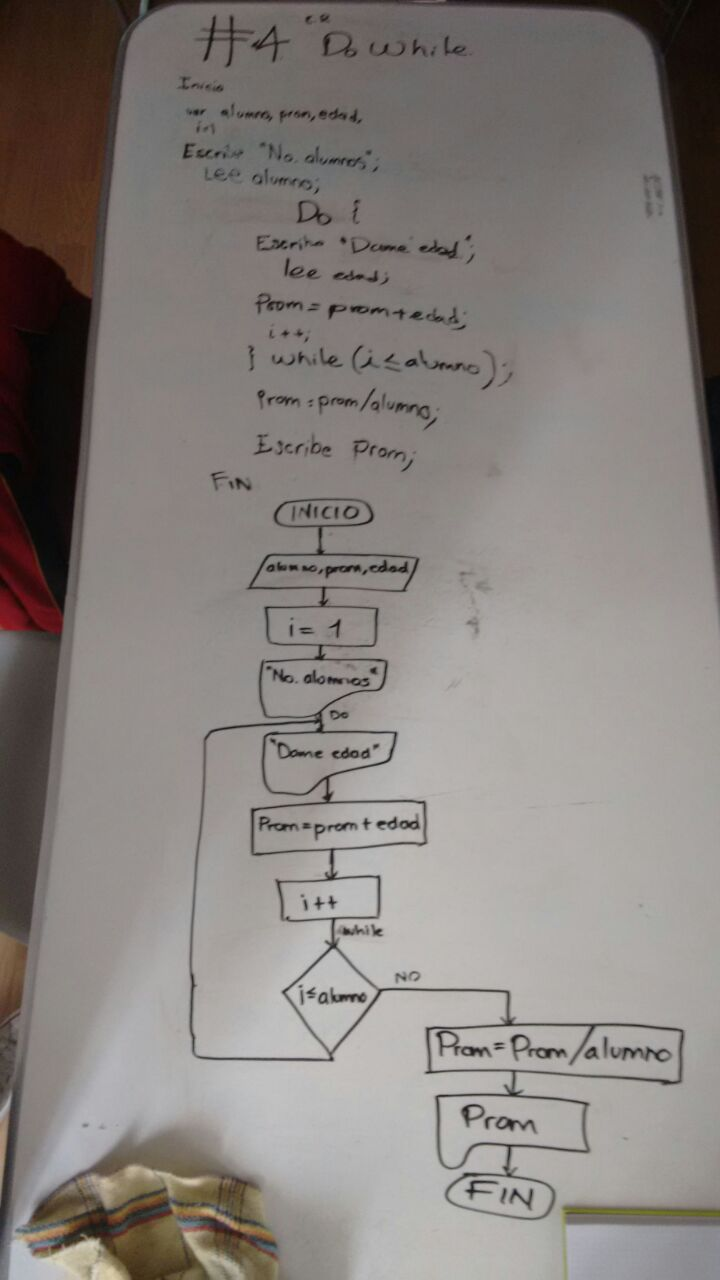 #4 "Do While
Inicio
var alumno, prom, edad,
i=1
Escribe "No. alumnos";
Lee alumno;
Do {
Escribe "Dame edad";
lee edad;
Prom = prom + edad;
i++;
} while (i ≤ alumno);
Prom = prom/alumno;
Escribe Prom;
FIN
INICIO
alumno, prom, edad
i = 1
"No. alumnos"
Do
"Dame edad"
Prom = prom + edad
i++
while
i ≤ alumno
NO
Prom = Prom/alumno
Prom
FIN